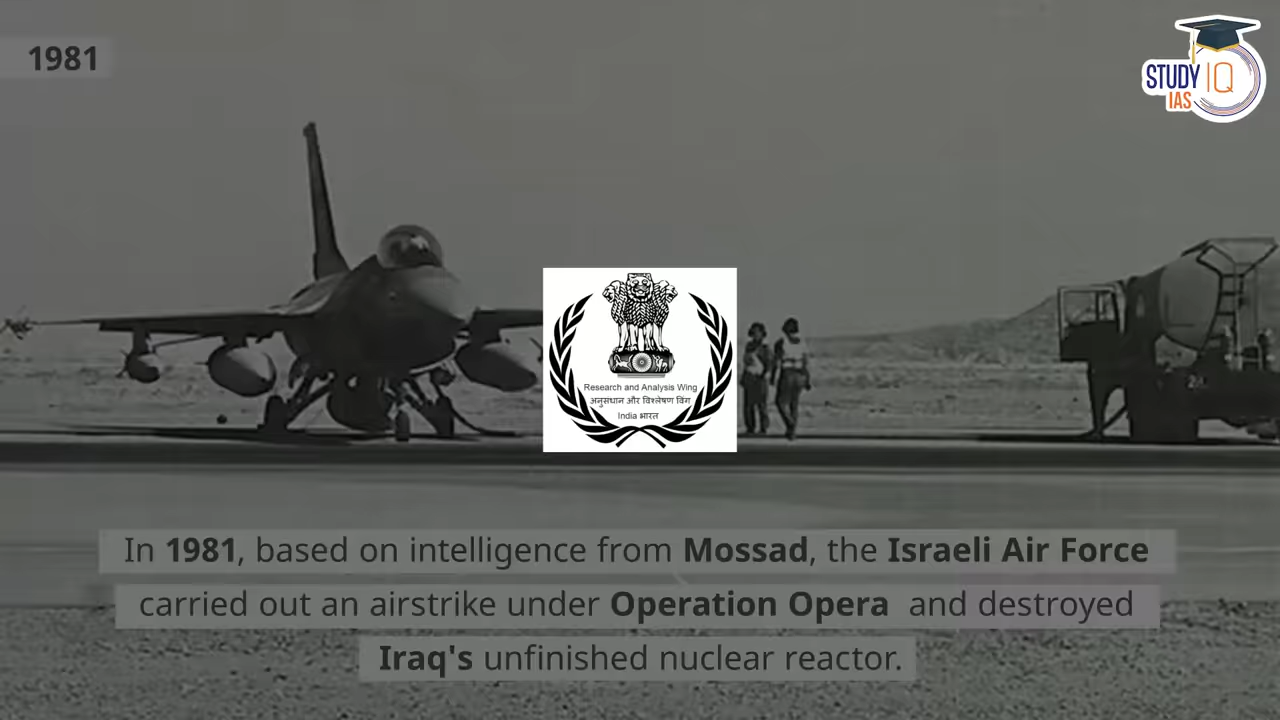 1981
STUDY IQ
IAS
Research and Analysis Wing
अनुसंधान और विश्लेषण विंग
India भारत
In 1981, based on intelligence from Mossad, the Israeli Air Force
carried out an airstrike under Operation Opera and destroyed
Iraq's unfinished nuclear reactor.